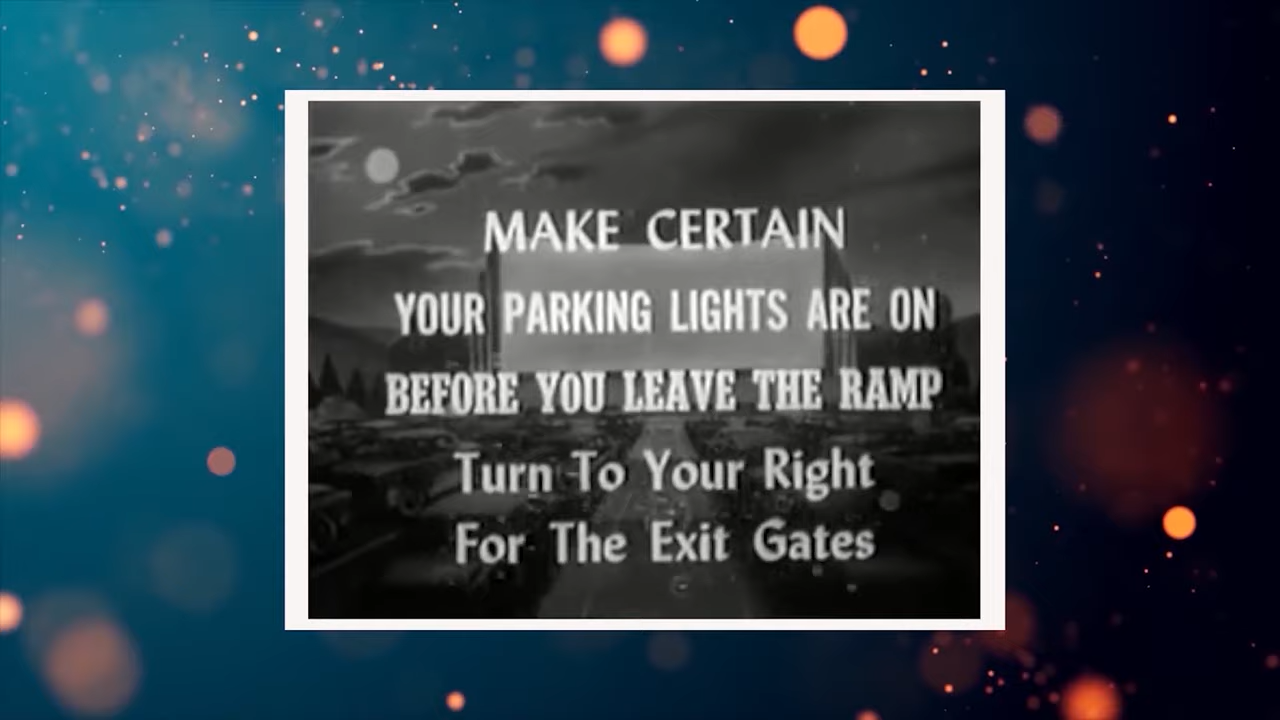 MAKE CERTAIN
YOUR PARKING LIGHTS ARE ON
BEFORE YOU LEAVE THE RAMP
Turn To Your Right
For The Exit Gates